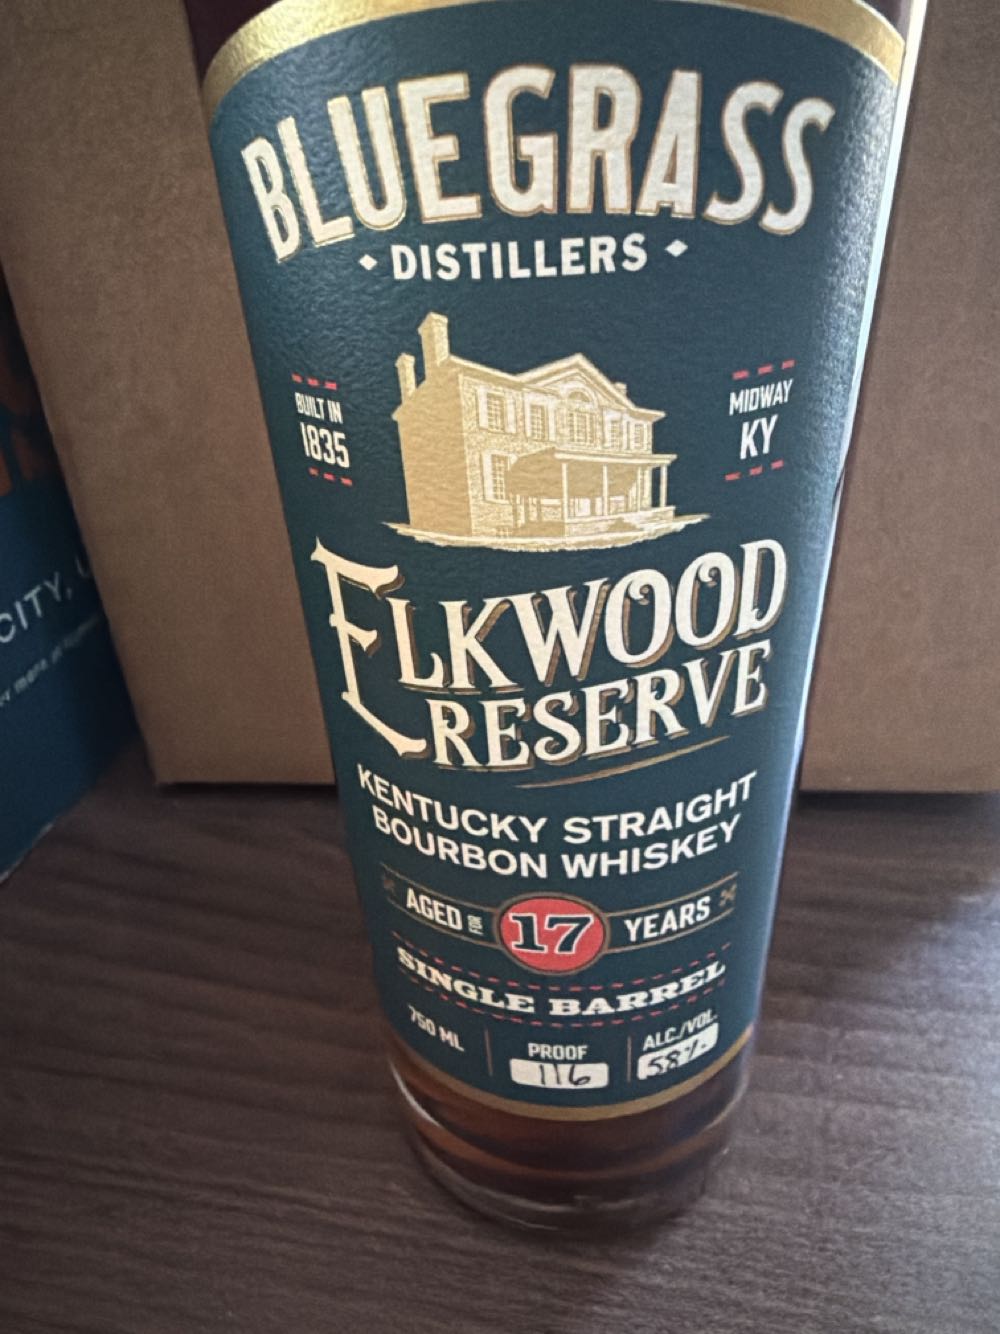 BLUEGRASS
DISTILLERS
BUILT IN
1835
MIDWAY
KY
ELKWOOD
RESERVE
KENTUCKY STRAIGHT
BOURBON WHISKEY
AGED FOR 17 YEARS
SINGLE BARREL
750 ML
PROOF
116
ALC./VOL.
58%
CITY,